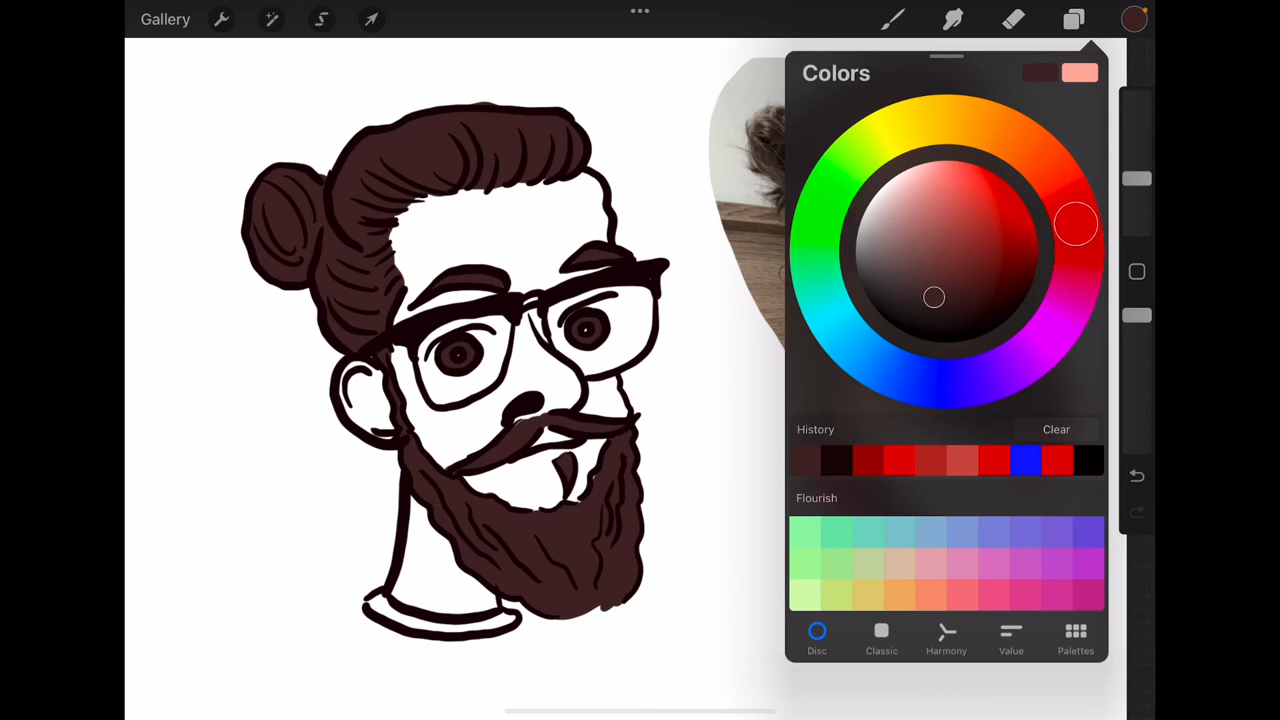 Gallery
Colors
History
Clear
Flourish
Disc
Classic
Harmony
Value
Palettes